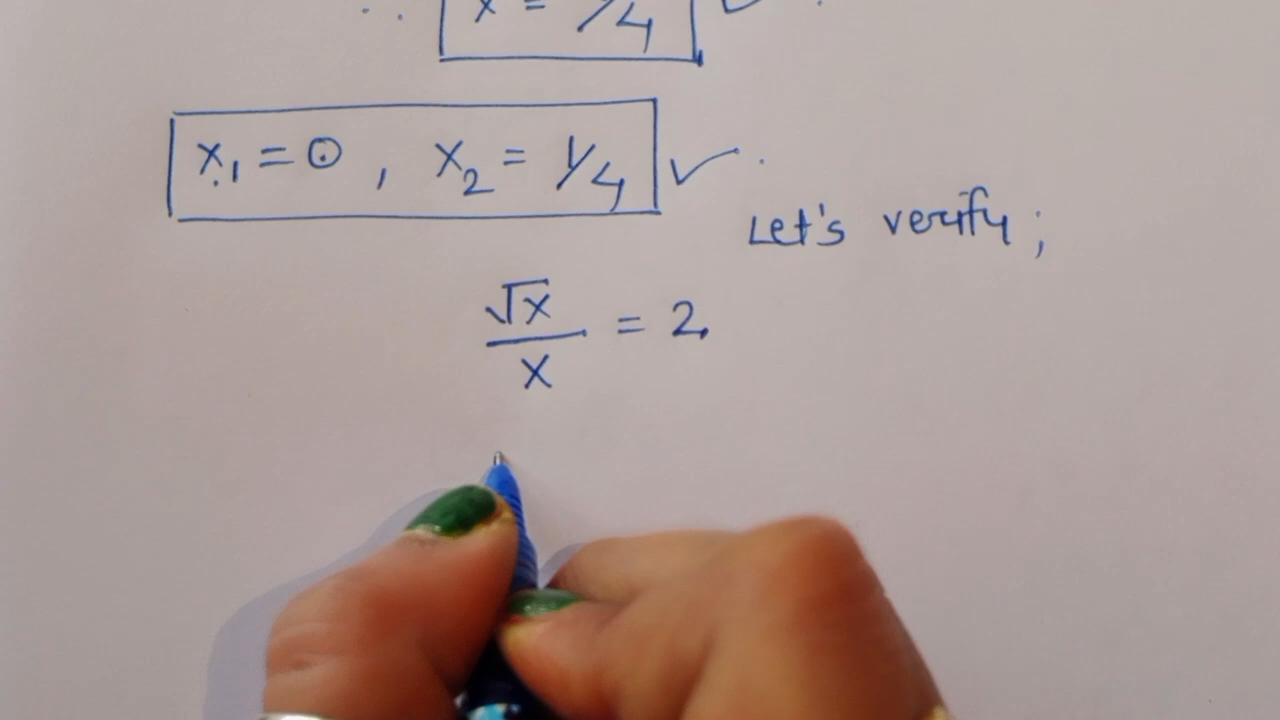 ∴ x = 1/4 ✓.
x₁ = 0 , x₂ = 1/4 ✓.
Let's verify;
√x/x = 2